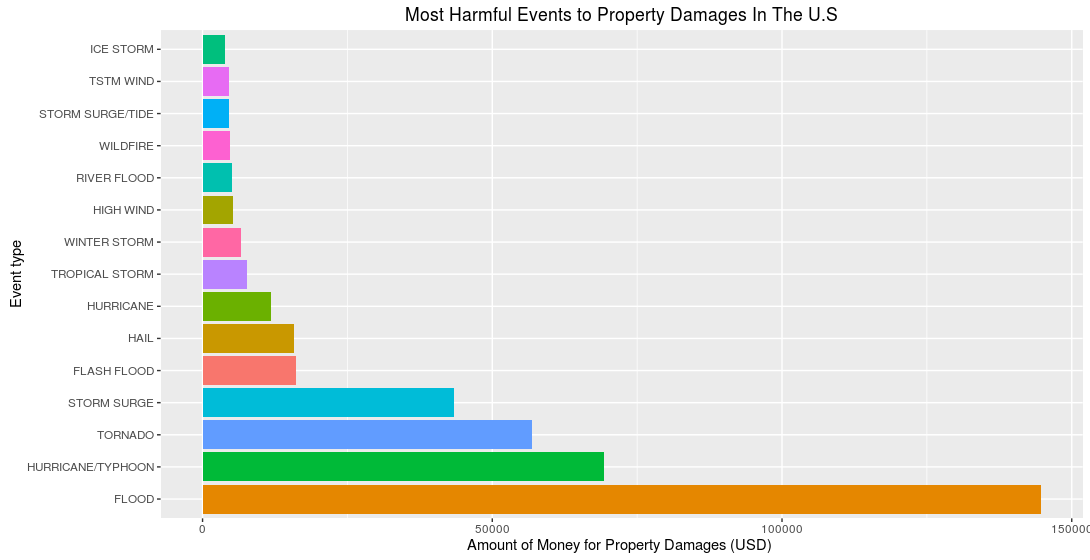 Most Harmful Events to Property Damages In The U.S
Event type
ICE STORM
TSTM WIND
STORM SURGE/TIDE
WILDFIRE
RIVER FLOOD
HIGH WIND
WINTER STORM
TROPICAL STORM
HURRICANE
HAIL
FLASH FLOOD
STORM SURGE
TORNADO
HURRICANE/TYPHOON
FLOOD
0 50000 100000 150000
Amount of Money for Property Damages (USD)